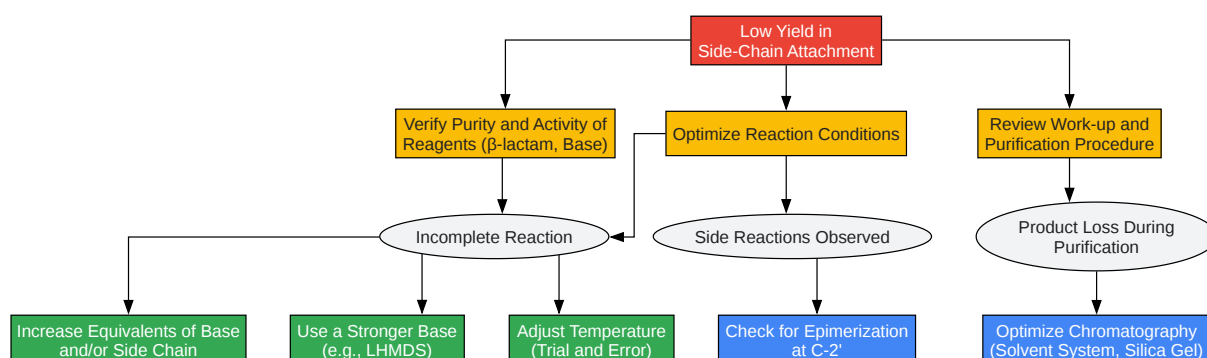 Low Yield in
Side-Chain Attachment
Verify Purity and Activity of
Reagents (β-lactam, Base)
Optimize Reaction Conditions
Review Work-up and
Purification Procedure
Incomplete Reaction
Side Reactions Observed
Product Loss During
Purification
Increase Equivalents of Base
and/or Side Chain
Use a Stronger Base
(e.g., LHMDS)
Adjust Temperature
(Trial and Error)
Check for Epimerization
at C-2'
Optimize Chromatography
(Solvent System, Silica Gel)